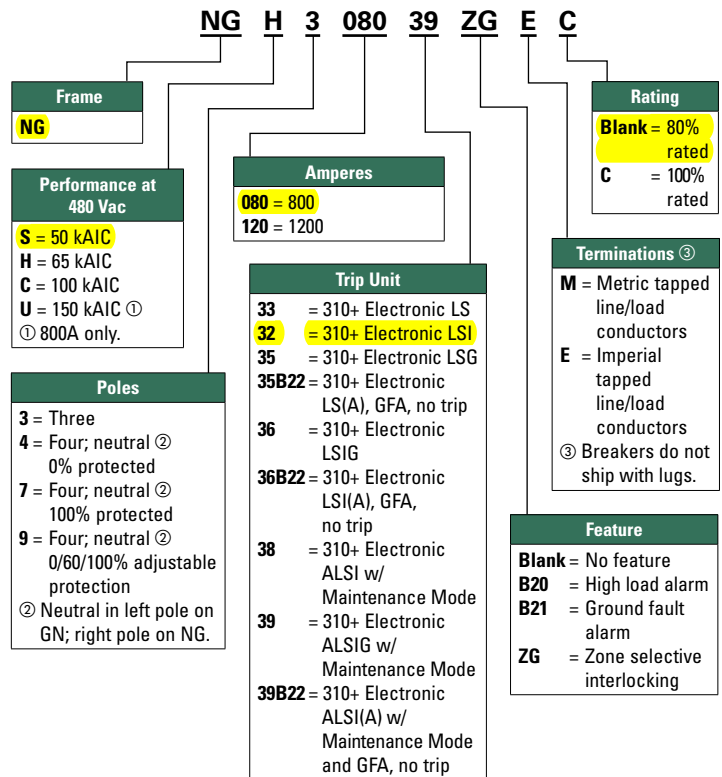 NG H 3 080 39 ZG E C
Frame
NG
Performance at
480 Vac
S = 50 kAIC
H = 65 kAIC
C = 100 kAIC
U = 150 kAIC ①
① 800A only.
Poles
3 = Three
4 = Four; neutral ②
0% protected
7 = Four; neutral ②
100% protected
9 = Four; neutral ②
0/60/100% adjustable
protection
② Neutral in left pole on
GN; right pole on NG.
Amperes
080 = 800
120 = 1200
Trip Unit
33 = 310+ Electronic LS
32 = 310+ Electronic LSI
35 = 310+ Electronic LSG
35B22 = 310+ Electronic
LS(A), GFA, no trip
36 = 310+ Electronic
LSIG
36B22 = 310+ Electronic
LSI(A), GFA,
no trip
38 = 310+ Electronic
ALSI w/
Maintenance Mode
39 = 310+ Electronic
ALSIG w/
Maintenance Mode
39B22 = 310+ Electronic
ALSI(A) w/
Maintenance Mode
and GFA, no trip
Rating
Blank = 80%
rated
C = 100%
rated
Terminations ③
M = Metric tapped
line/load
conductors
E = Imperial
tapped
line/load
conductors
③ Breakers do not
ship with lugs.
Feature
Blank = No feature
B20 = High load alarm
B21 = Ground fault
alarm
ZG = Zone selective
interlocking